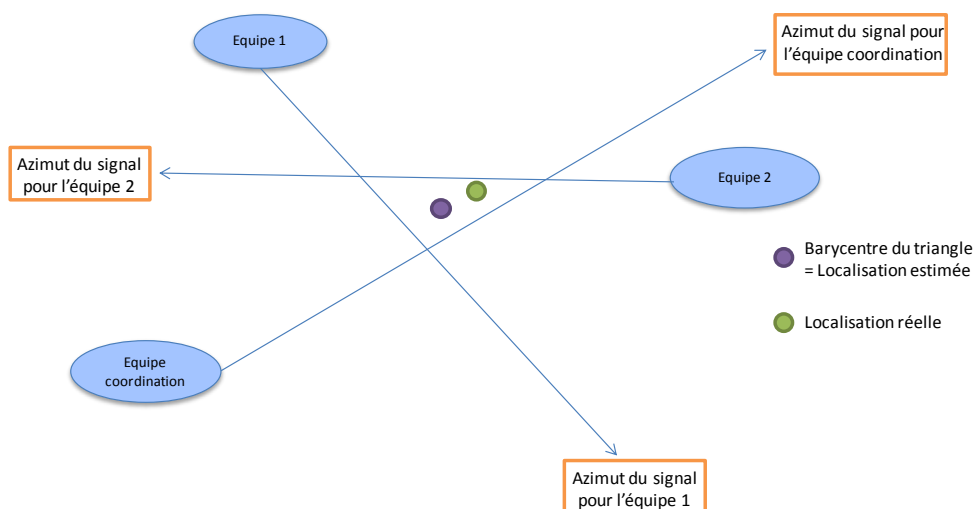 Equipe 1
Azimut du signal pour
l'équipe coordination
Azimut du signal
pour l'équipe 2
Equipe 2
Barycentre du triangle
= Localisation estimée
Localisation réelle
Equipe
coordination
Azimut du signal
pour l'équipe 1